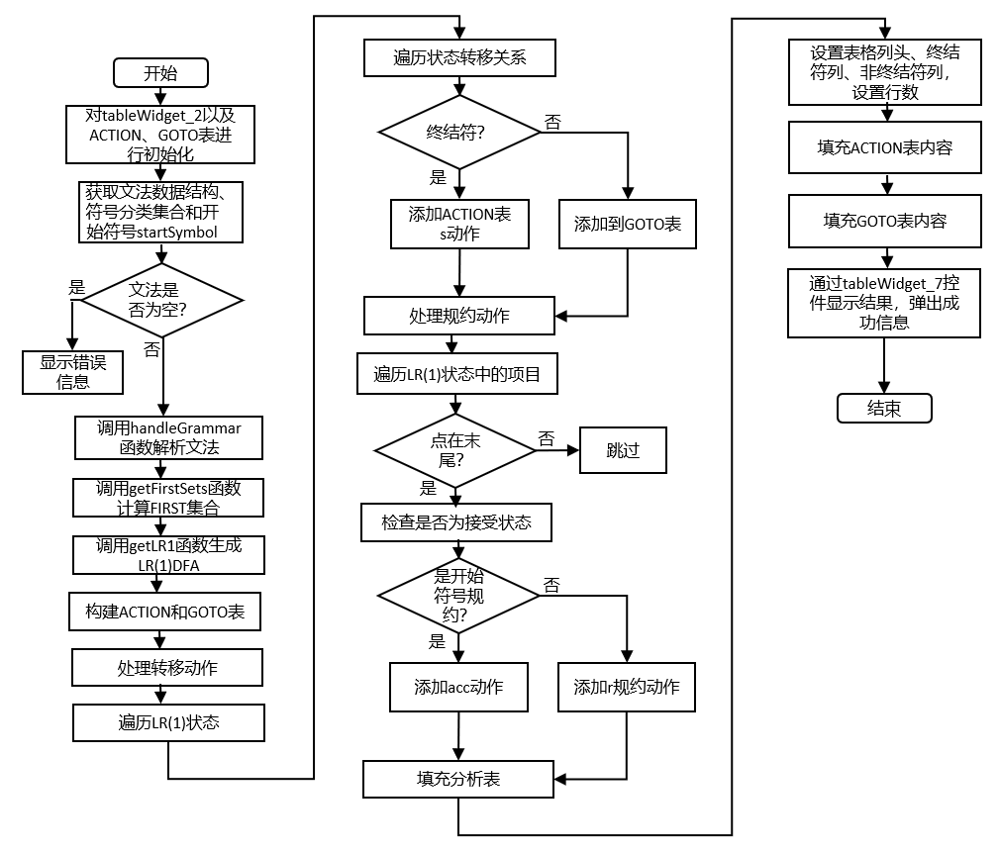 开始
对tableWidget_2以及
ACTION、GOTO表进
行初始化
获取文法数据结构、
符号分类集合和开
始符号startSymbol
文法是
否为空?
是
否
显示错误
信息
调用handleGrammar
函数解析文法
调用getFirstSets函数
计算FIRST集合
调用getLR1函数生成
LR(1)DFA
构建ACTION和GOTO表
处理转移动作
遍历LR(1)状态
遍历状态转移关系
终结符?
否
是
添加ACTION表
s动作
添加到GOTO表
处理规约动作
遍历LR(1)状态中的项目
点在末
尾?
否
跳过
是
检查是否为接受状态
是开始
符号规
约?
否
是
添加acc动作
添加r规约动作
填充分析表
设置表格列头、终结
符列、非终结符列，
设置行数
填充ACTION表内容
填充GOTO表内容
通过tableWidget_7控
件显示结果，弹出成
功信息
结束